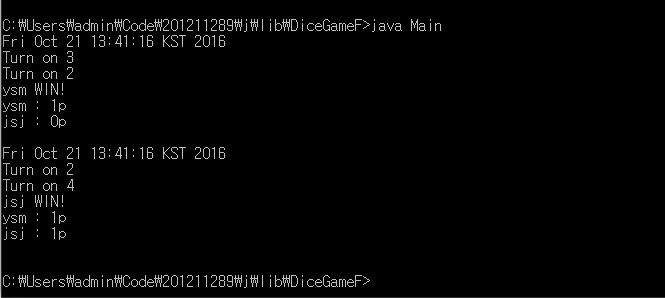 C:₩Users₩admin₩Code₩201211289₩j₩lib₩DiceGameF>java Main
Fri Oct 21 13:41:16 KST 2016
Turn on 3
Turn on 2
ysm WIN!
ysm : 1p
jsj : 0p
Fri Oct 21 13:41:16 KST 2016
Turn on 2
Turn on 4
jsj WIN!
ysm : 1p
jsj : 1p
C:₩Users₩admin₩Code₩201211289₩j₩lib₩DiceGameF>